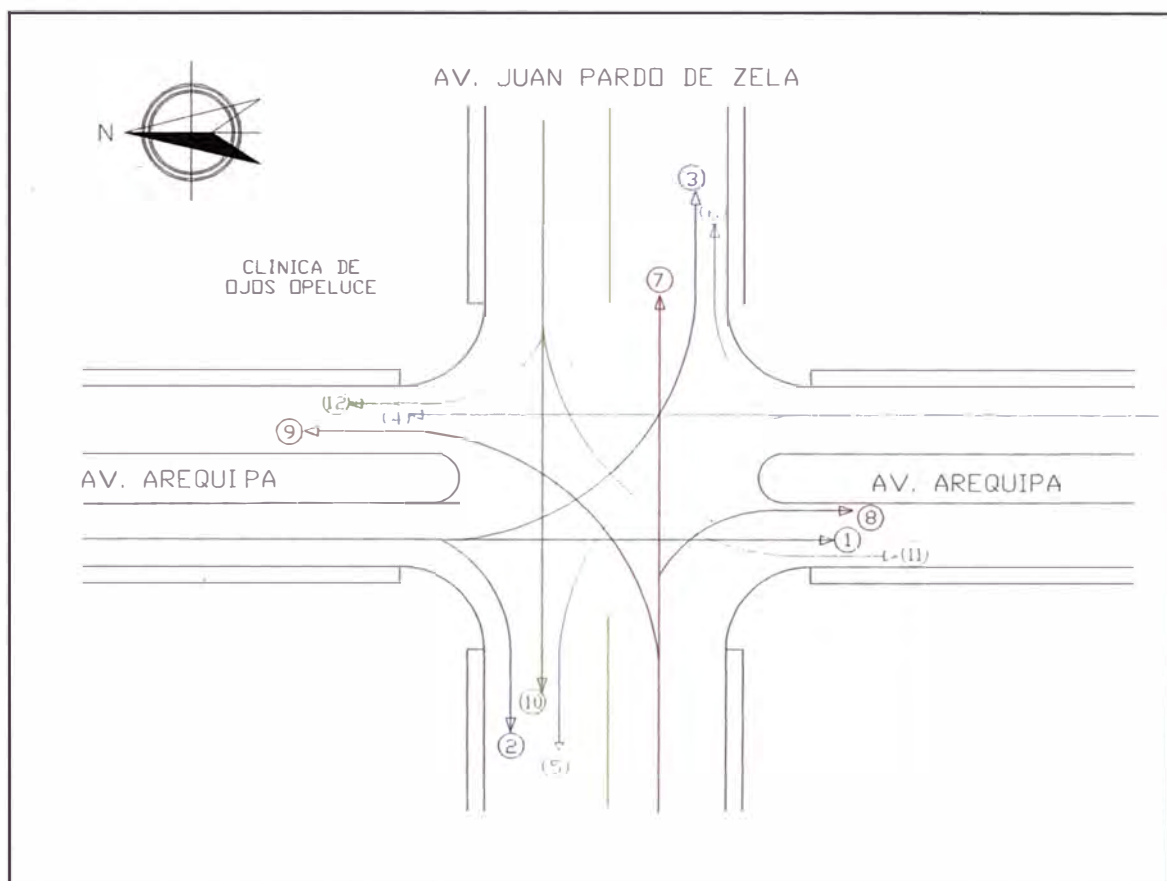 AV. JUAN PARDO DE ZELA
N
(3)
CLINICA DE
OJOS OPELUCE
(7)
(12)
(9)
AV. AREQUIPA
AV. AREQUIPA
(8)
(1)
(11)
(10)
(2)
(5)